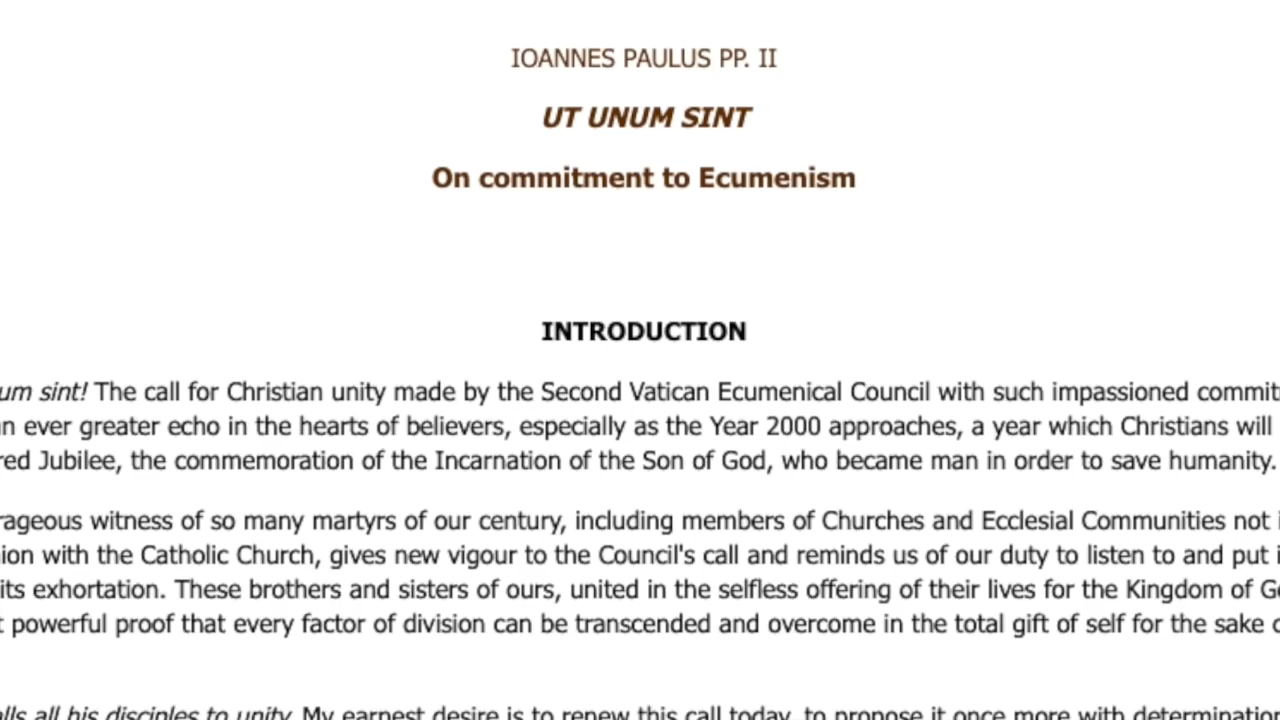 IOANNES PAULUS PP. II
UT UNUM SINT
On commitment to Ecumenism
INTRODUCTION
sint! The call for Christian unity made by the Second Vatican Ecumenical Council with such impassioned
ever greater echo in the hearts of believers, especially as the Year 2000 approaches, a year which Christians will
Jubilee, the commemoration of the Incarnation of the Son of God, who became man in order to save humanity.
witness of so many martyrs of our century, including members of Churches and Ecclesial Communities not
with the Catholic Church, gives new vigour to the Council's call and reminds us of our duty to listen to and put
its exhortation. These brothers and sisters of ours, united in the selfless offering of their lives for the Kingdom of
powerful proof that every factor of division can be transcended and overcome in the total gift of self for the sake
all his disciples to unity. My earnest desire is to renew this call today, to propose it once more with